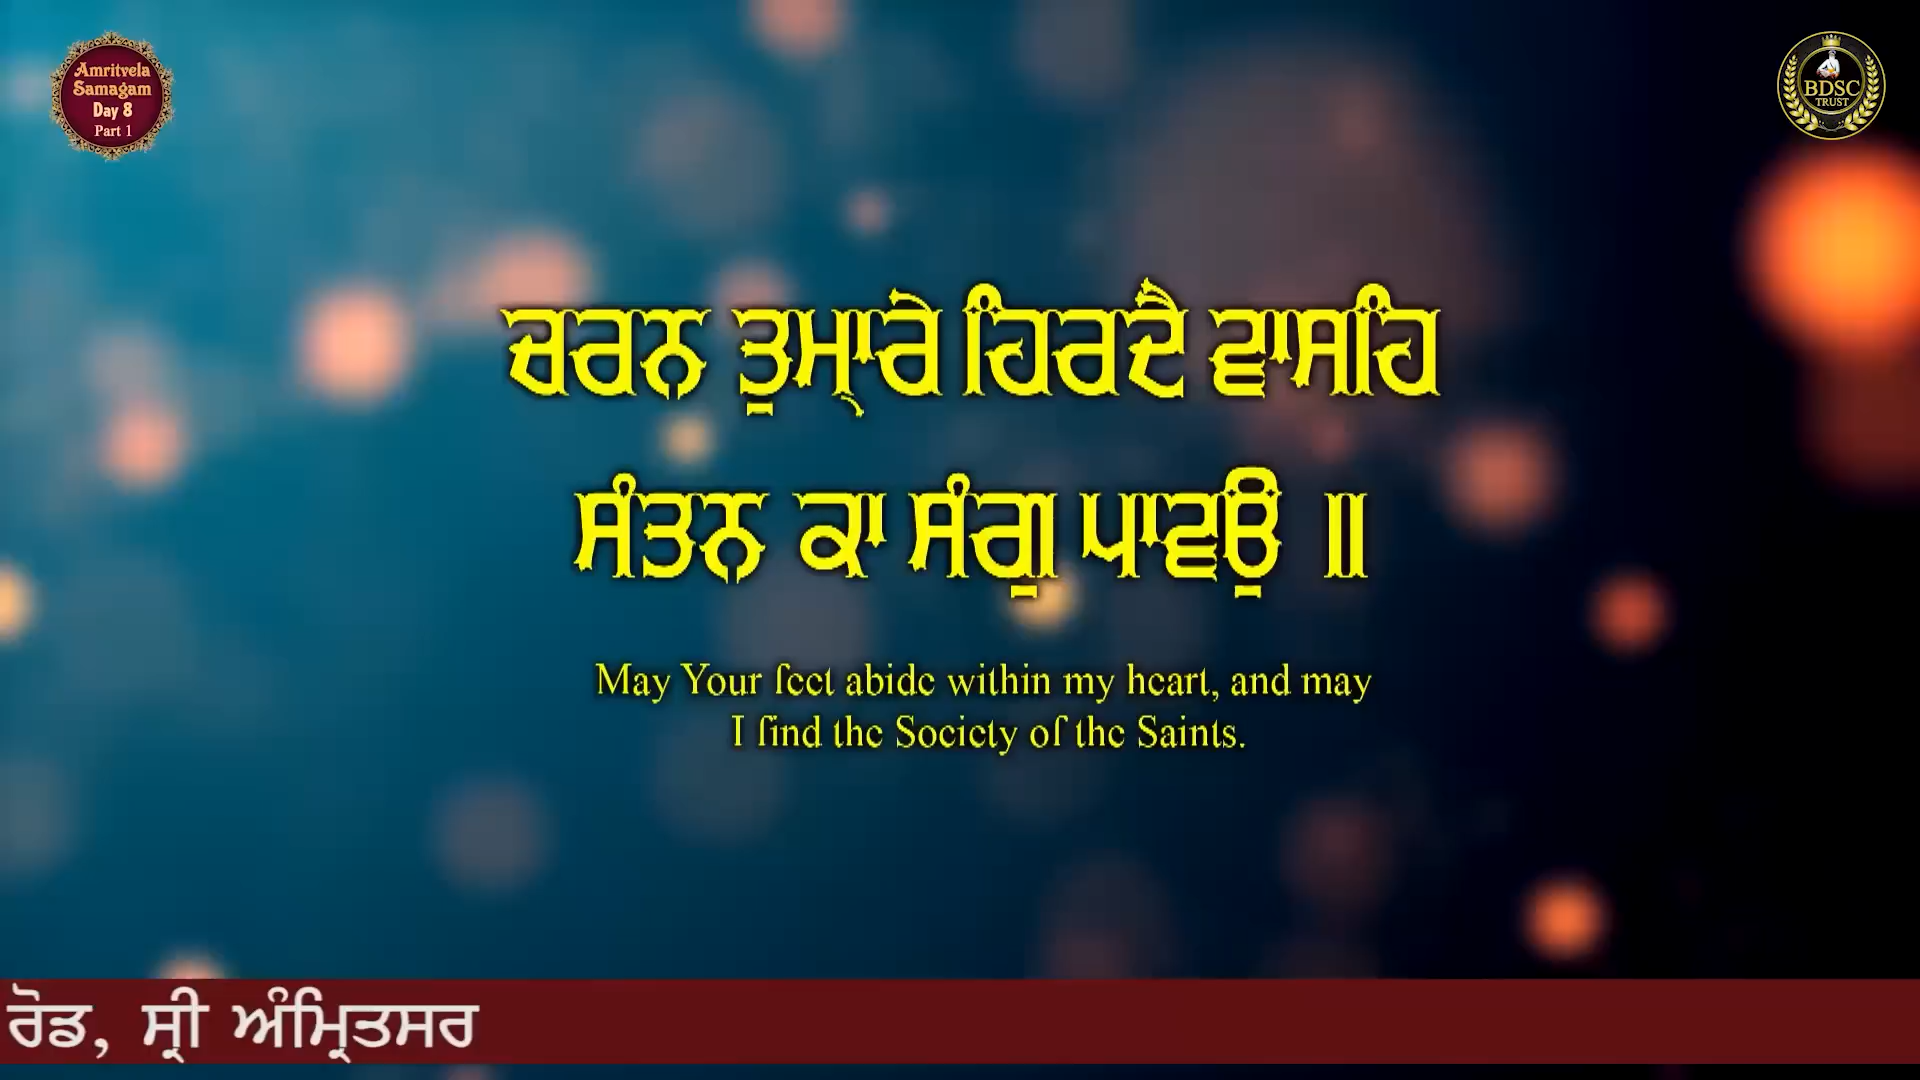 Amritvela
Samagam
Day 8
Part 1
BDSC
TRUST
ਚਰਨ ਤੁਮ੍ਹਾਰੇ ਹਿਰਦੈ ਵਾਸਹਿ
ਸੰਤਨ ਕਾ ਸੰਗੁ ਪਾਵਉ ॥
May Your feet abide within my heart, and may
I find the Society of the Saints.
ਰੋਡ, ਸ੍ਰੀ ਅੰਮ੍ਰਿਤਸਰ